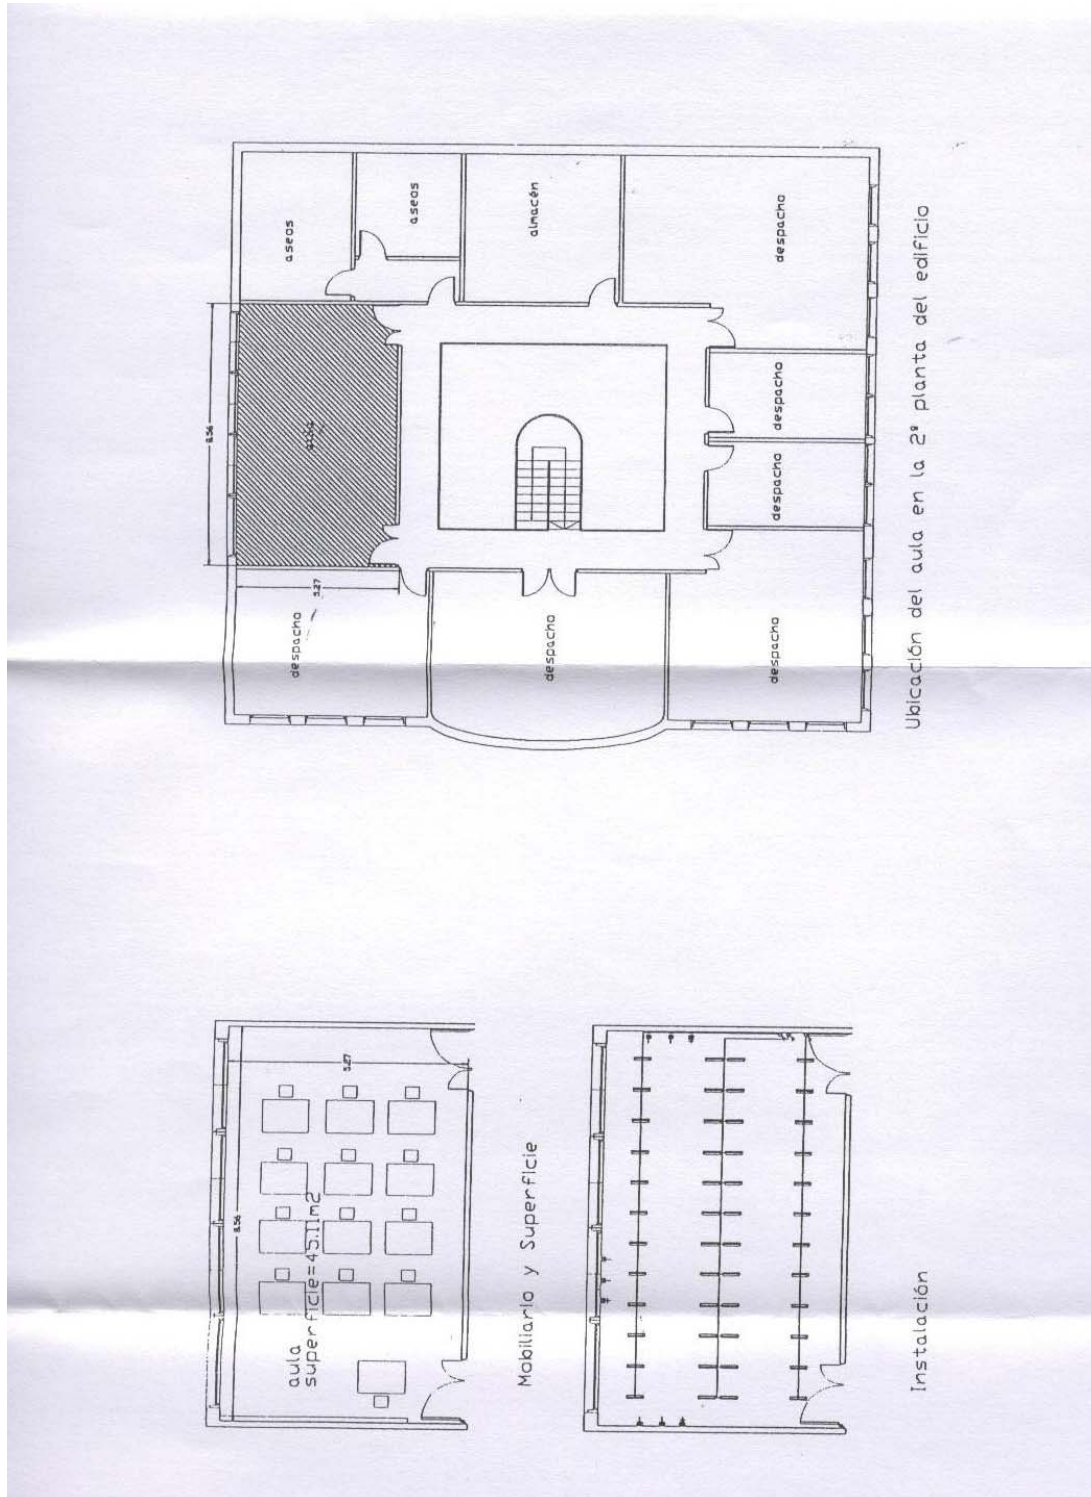 aseos
aseos
almacén
despacho
despacho
despacho
despacho
despacho
despacho
aula
8.56
5.27
Ubicación del aula en la 2ª planta del edificio
aula
superficie=45.11m2
8.56
5.27
Mobiliario y Superficie
Instalación